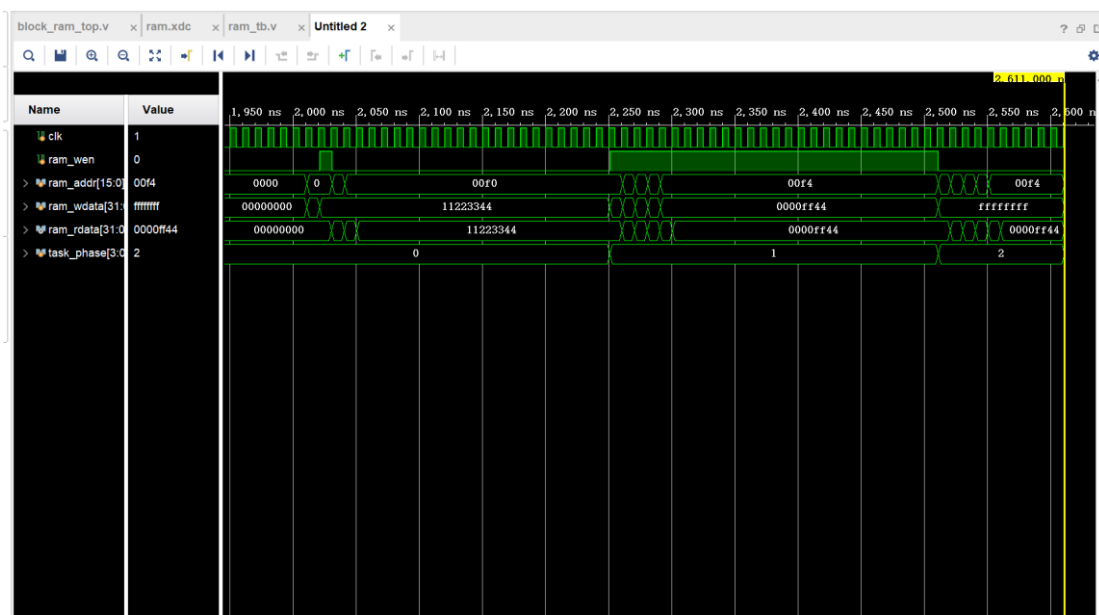 block_ram_top.v × ram.xdc × ram_tb.v × Untitled 2 ×
2,611.000 n
Name Value
1,950 ns 2,000 ns 2,050 ns 2,100 ns 2,150 ns 2,200 ns 2,250 ns 2,300 ns 2,350 ns 2,400 ns 2,450 ns 2,500 ns 2,550 ns 2,600 n
clk 1
ram_wen 0
ram_addr[15:0] 00f4 0000 0 00f0 00f4 00f4
ram_wdata[31: ffffffff 00000000 11223344 0000ff44 ffffffff
ram_rdata[31:0 0000ff44 00000000 11223344 0000ff44 0000ff44
task_phase[3:0 2 0 1 2